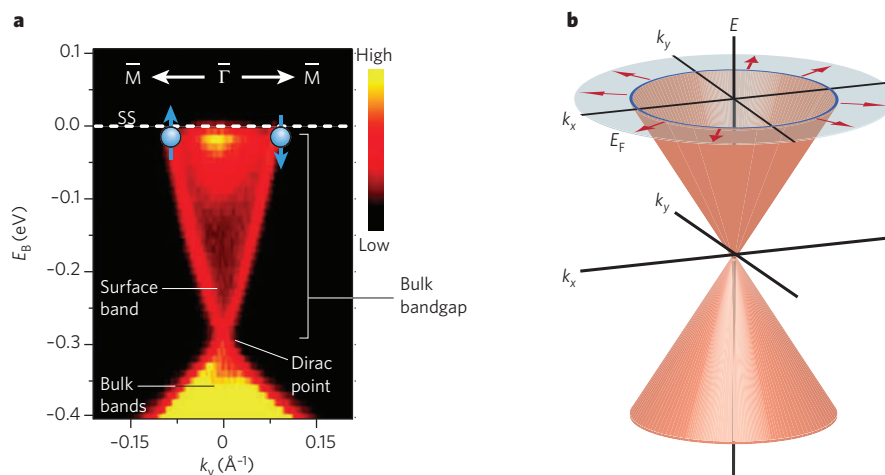 a
0.1
M̅ Γ̅ M̅
High
0.0
SS
−0.1
Low
E_B (eV)
−0.2
Surface
band
Bulk
bandgap
−0.3
Dirac
point
Bulk
bands
−0.4
−0.15
0
0.15
k_y (Å⁻¹)
b
E
k_y
k_x
E_F
k_y
k_x